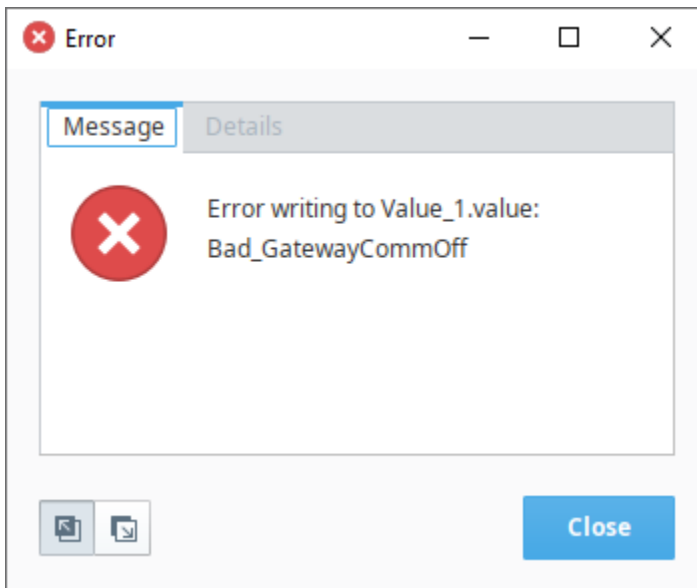 Error
Message Details
Error writing to Value_1.value:
Bad_GatewayCommOff
Close